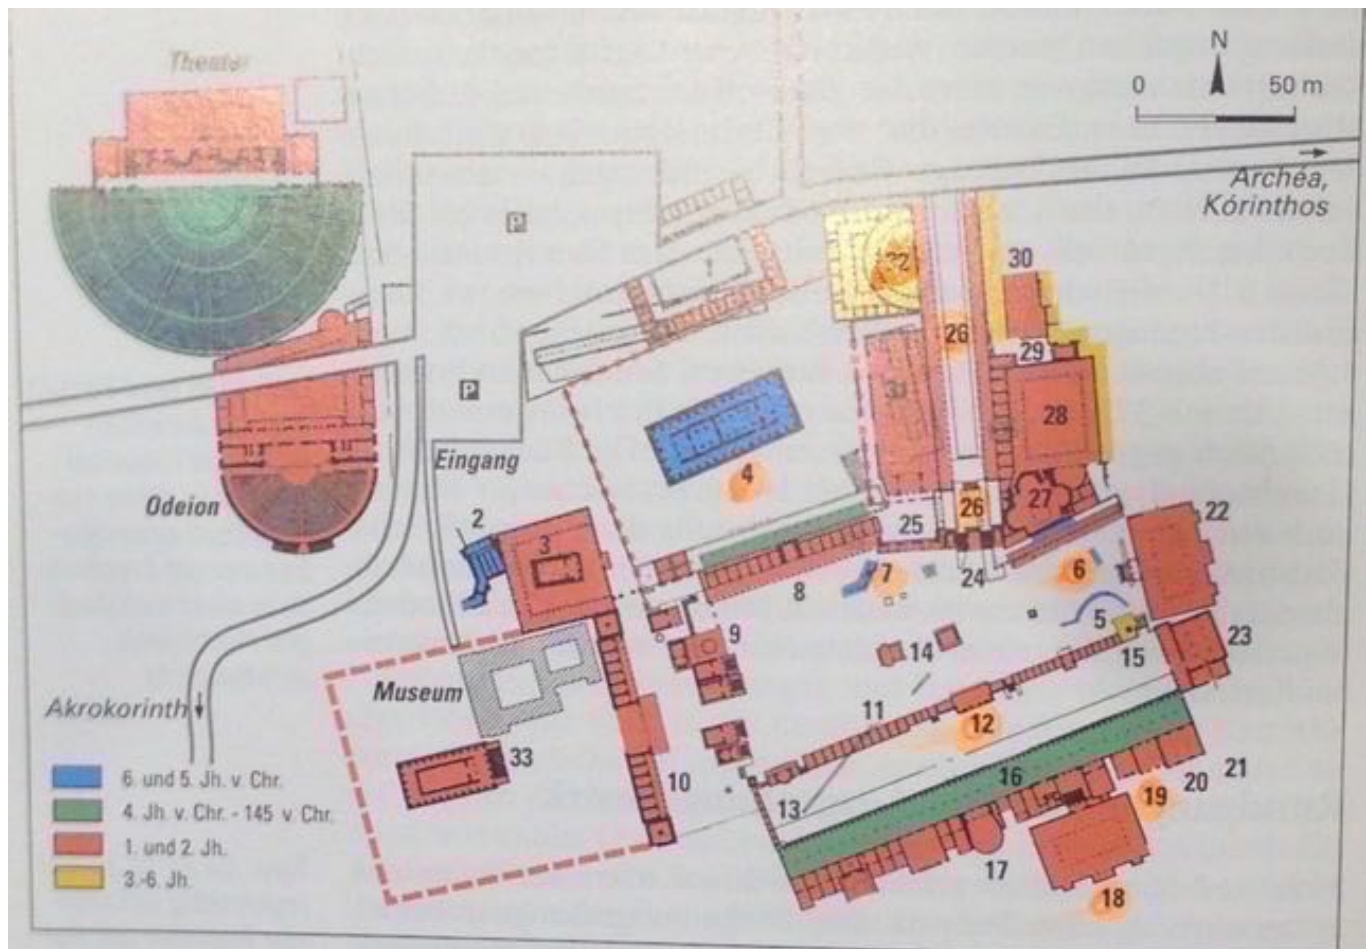 Theater
N
0 50 m
Archéa,
Kórinthos
P
32
30
26
29
P
31
28
Eingang
4
27
Odeion
2
26
25
22
3
24
6
7
8
5
9
14
23
15
Museum
11
12
Akrokorinth
33
16
21
10
20
13
19
6. und 5. Jh. v. Chr.
4. Jh. v. Chr. - 145 v. Chr.
17
1. und 2. Jh.
18
3.-6. Jh.